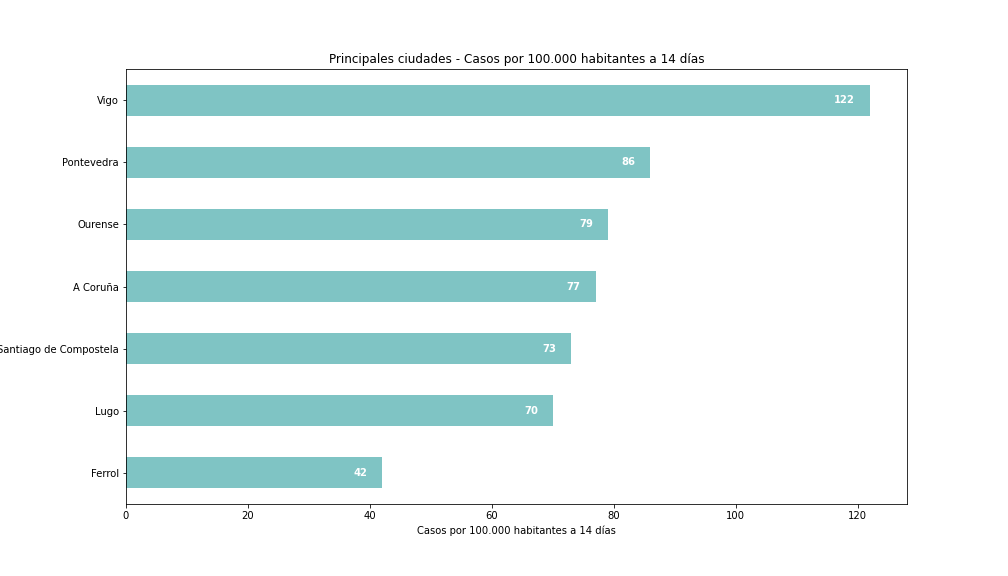 Principales ciudades - Casos por 100.000 habitantes a 14 días
Vigo 122
Pontevedra 86
Ourense 79
A Coruña 77
Santiago de Compostela 73
Lugo 70
Ferrol 42
0 20 40 60 80 100 120
Casos por 100.000 habitantes a 14 días